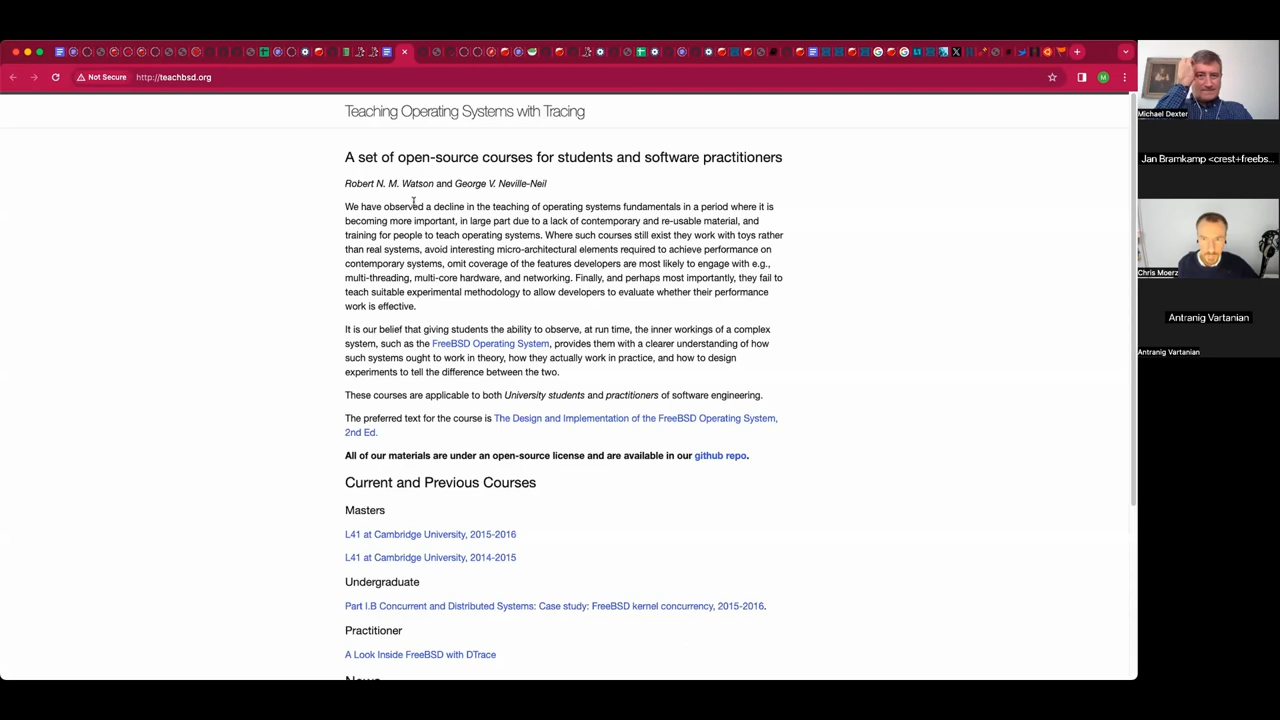 Not Secure
http://teachbsd.org
M
Teaching Operating Systems with Tracing
A set of open-source courses for students and software practitioners
Robert N. M. Watson and George V. Neville-Neil
We have observed a decline in the teaching of operating systems fundamentals in a period where it is
becoming more important, in large part due to a lack of contemporary and re-usable material, and
training for people to teach operating systems. Where such courses still exist they work with toys rather
than real systems, avoid interesting micro-architectural elements required to achieve performance on
contemporary systems, omit coverage of the features developers are most likely to engage with e.g.,
multi-threading, multi-core hardware, and networking. Finally, and perhaps most importantly, they fail to
teach suitable experimental methodology to allow developers to evaluate whether their performance
work is effective.
It is our belief that giving students the ability to observe, at run time, the inner workings of a complex
system, such as the FreeBSD Operating System, provides them with a clearer understanding of how
such systems ought to work in theory, how they actually work in practice, and how to design
experiments to tell the difference between the two.
These courses are applicable to both University students and practitioners of software engineering.
The preferred text for the course is The Design and Implementation of the FreeBSD Operating System,
2nd Ed.
All of our materials are under an open-source license and are available in our github repo.
Current and Previous Courses
Masters
L41 at Cambridge University, 2015-2016
L41 at Cambridge University, 2014-2015
Undergraduate
Part I.B Concurrent and Distributed Systems: Case study: FreeBSD kernel concurrency, 2015-2016.
Practitioner
A Look Inside FreeBSD with DTrace
News
Michael Dexter
Jan Bramkamp <crest+freebs...
Chris Moerz
Antranig Vartanian
Antranig Vartanian